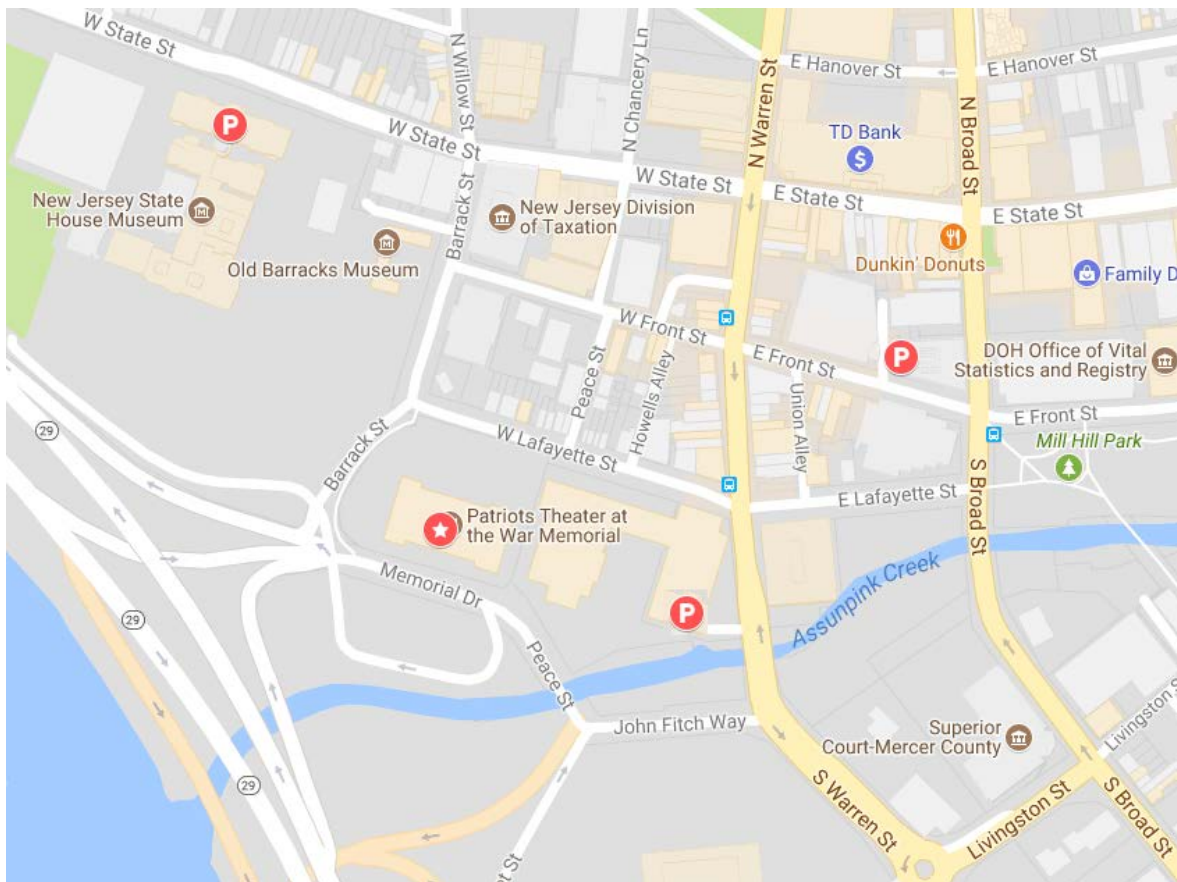 W State St
N Willow St
N Chancery Ln
N Warren St
E Hanover St
E Hanover St
N Broad St
P
TD Bank
$
W State St
W State St
E State St
E State St
New Jersey State
House Museum
Barrack St
New Jersey Division
of Taxation
Old Barracks Museum
Dunkin' Donuts
Family D
W Front St
E Front St
P
DOH Office of Vital
Statistics and Registry
Peace St
Howells Alley
Union Alley
E Front St
29
Barrack St
W Lafayette St
Mill Hill Park
E Lafayette St
S Broad St
Patriots Theater at
the War Memorial
Memorial Dr
Assunpink Creek
P
29
Peace St
John Fitch Way
Superior
Court-Mercer County
Livingston S
29
S Warren St
Livingston St
S Broad St
et St